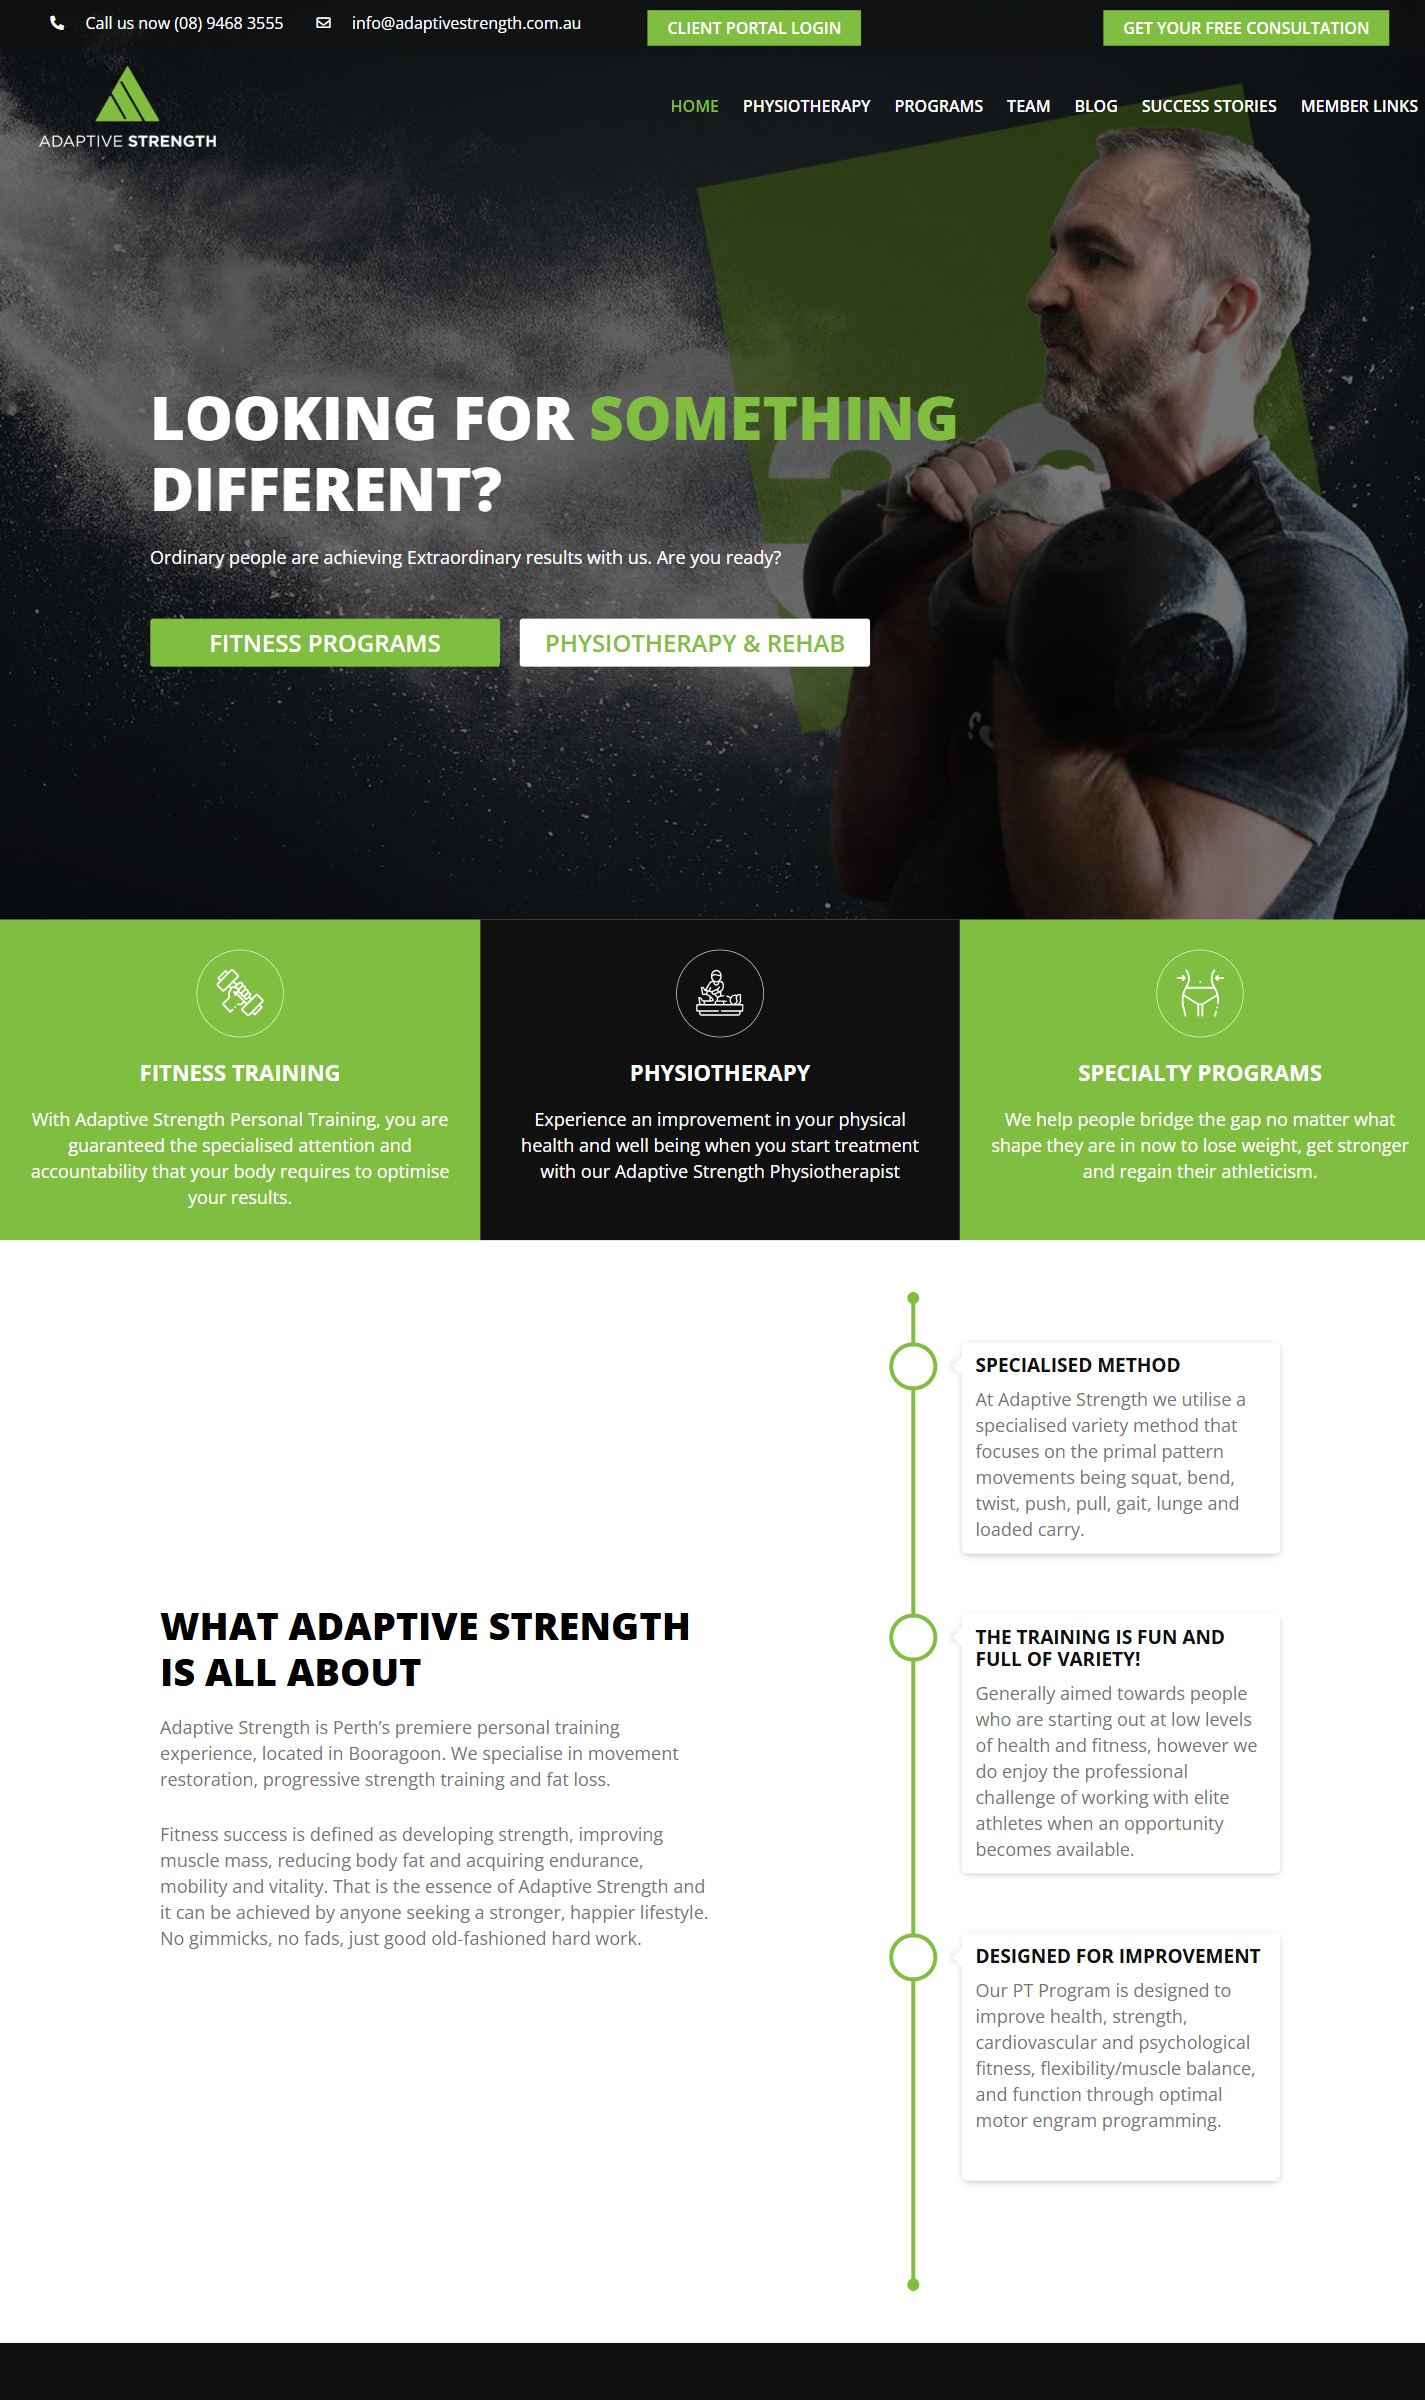 Call us now (08) 9468 3555
info@adaptivestrength.com.au
CLIENT PORTAL LOGIN
GET YOUR FREE CONSULTATION
ADAPTIVE STRENGTH
HOME PHYSIOTHERAPY PROGRAMS TEAM BLOG SUCCESS STORIES MEMBER LINKS
LOOKING FOR SOMETHING
DIFFERENT?
Ordinary people are achieving Extraordinary results with us. Are you ready?
FITNESS PROGRAMS
PHYSIOTHERAPY & REHAB
FITNESS TRAINING
With Adaptive Strength Personal Training, you are
guaranteed the specialised attention and
accountability that your body requires to optimise
your results.
PHYSIOTHERAPY
Experience an improvement in your physical
health and well being when you start treatment
with our Adaptive Strength Physiotherapist
SPECIALTY PROGRAMS
We help people bridge the gap no matter what
shape they are in now to lose weight, get stronger
and regain their athleticism.
WHAT ADAPTIVE STRENGTH
IS ALL ABOUT
Adaptive Strength is Perth’s premiere personal training
experience, located in Booragoon. We specialise in movement
restoration, progressive strength training and fat loss.
Fitness success is defined as developing strength, improving
muscle mass, reducing body fat and acquiring endurance,
mobility and vitality. That is the essence of Adaptive Strength and
it can be achieved by anyone seeking a stronger, happier lifestyle.
No gimmicks, no fads, just good old-fashioned hard work.
SPECIALISED METHOD
At Adaptive Strength we utilise a
specialised variety method that
focuses on the primal pattern
movements being squat, bend,
twist, push, pull, gait, lunge and
loaded carry.
THE TRAINING IS FUN AND
FULL OF VARIETY!
Generally aimed towards people
who are starting out at low levels
of health and fitness, however we
do enjoy the professional
challenge of working with elite
athletes when an opportunity
becomes available.
DESIGNED FOR IMPROVEMENT
Our PT Program is designed to
improve health, strength,
cardiovascular and psychological
fitness, flexibility/muscle balance,
and function through optimal
motor engram programming.